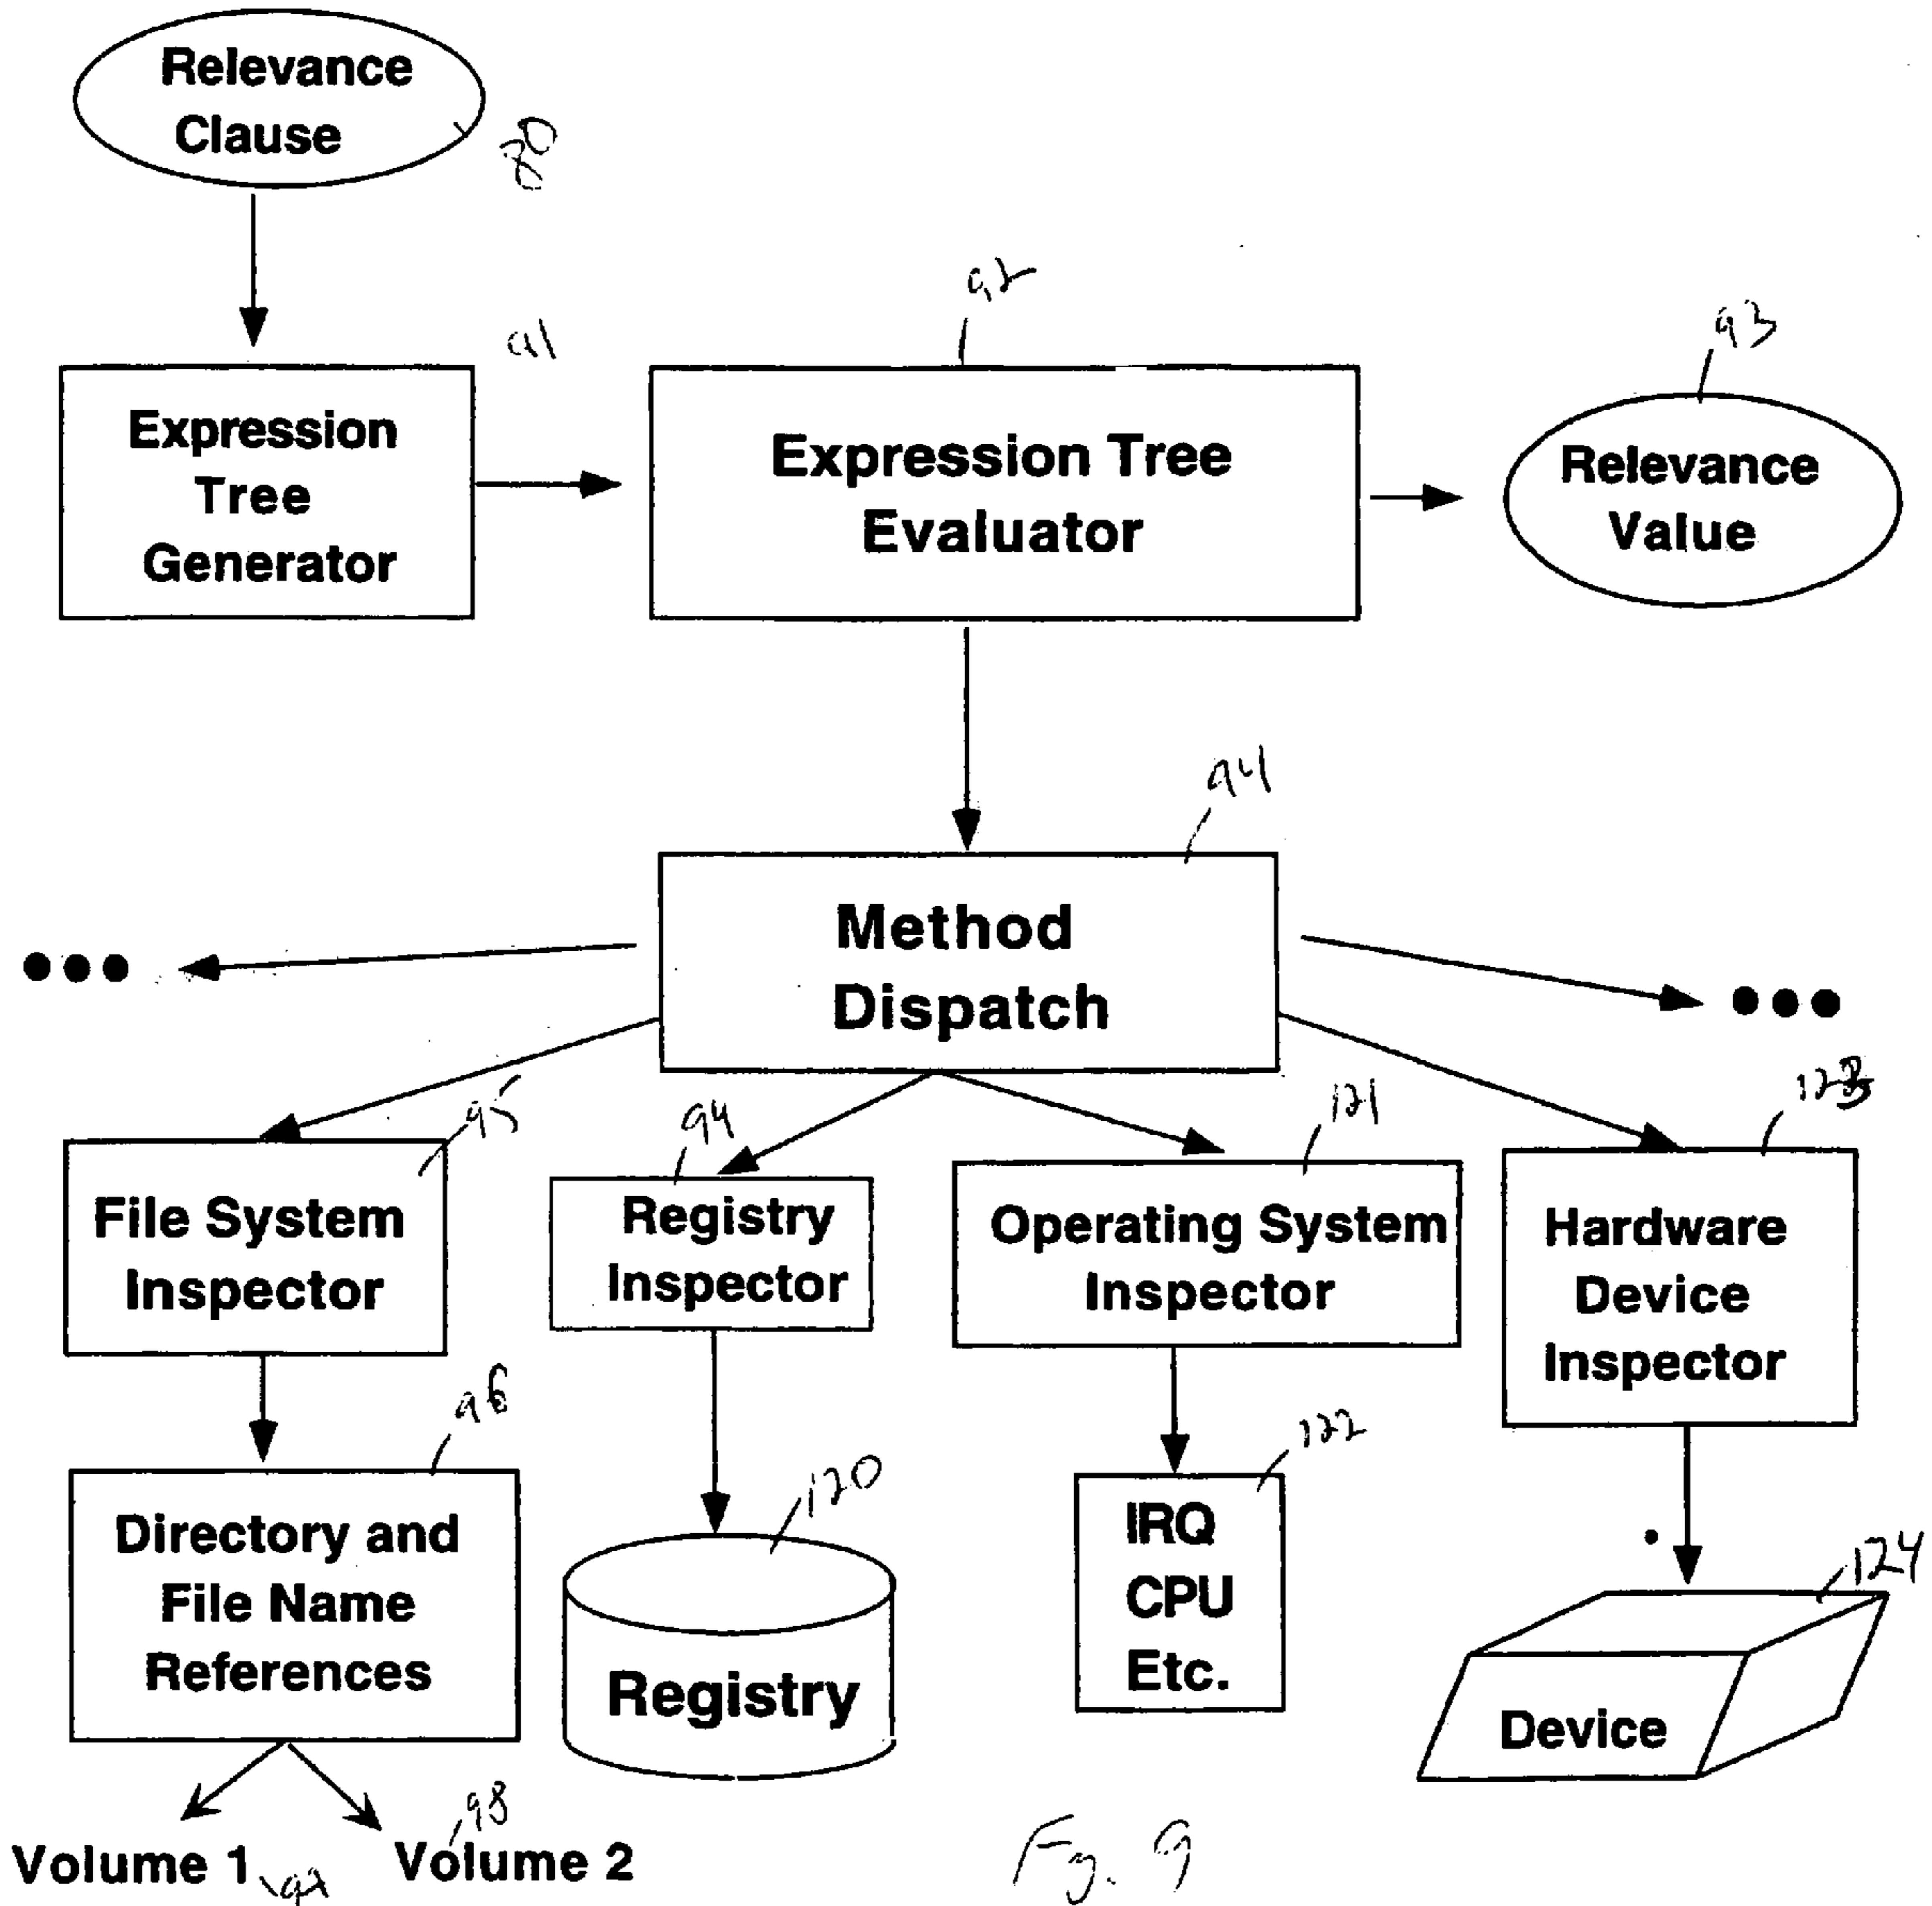 Relevance
Clause
80
92
93
91
Expression
Tree
Generator
Expression Tree
Evaluator
Relevance
Value
94
Method
Dispatch
95
94
121
File System
Inspector
Registry
Inspector
Operating System
Inspector
Hardware
Device
Inspector
96
120
122
124
Directory and
File Name
References
Registry
IRQ
CPU
Etc.
Device
98
Volume 1
Volume 2
Fig. 9